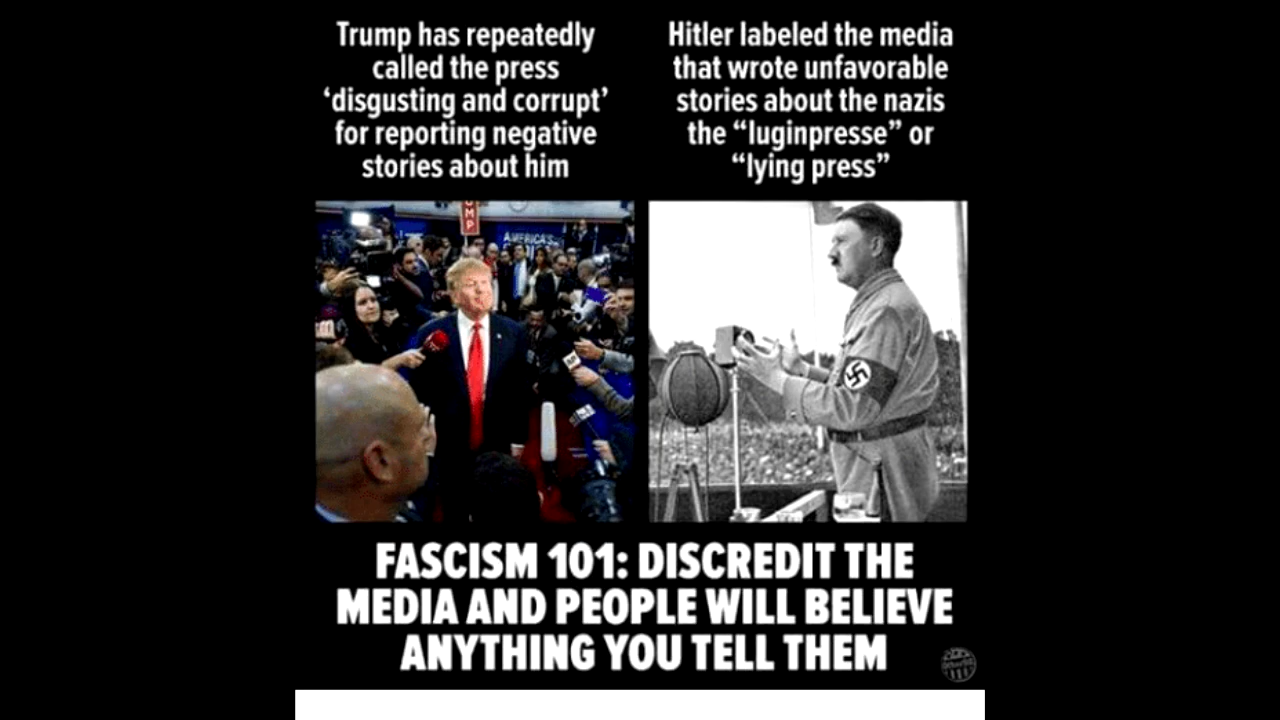 Trump has repeatedly
called the press
‘disgusting and corrupt’
for reporting negative
stories about him
Hitler labeled the media
that wrote unfavorable
stories about the nazis
the “luginpresse” or
“lying press”
FASCISM 101: DISCREDIT THE
MEDIA AND PEOPLE WILL BELIEVE
ANYTHING YOU TELL THEM